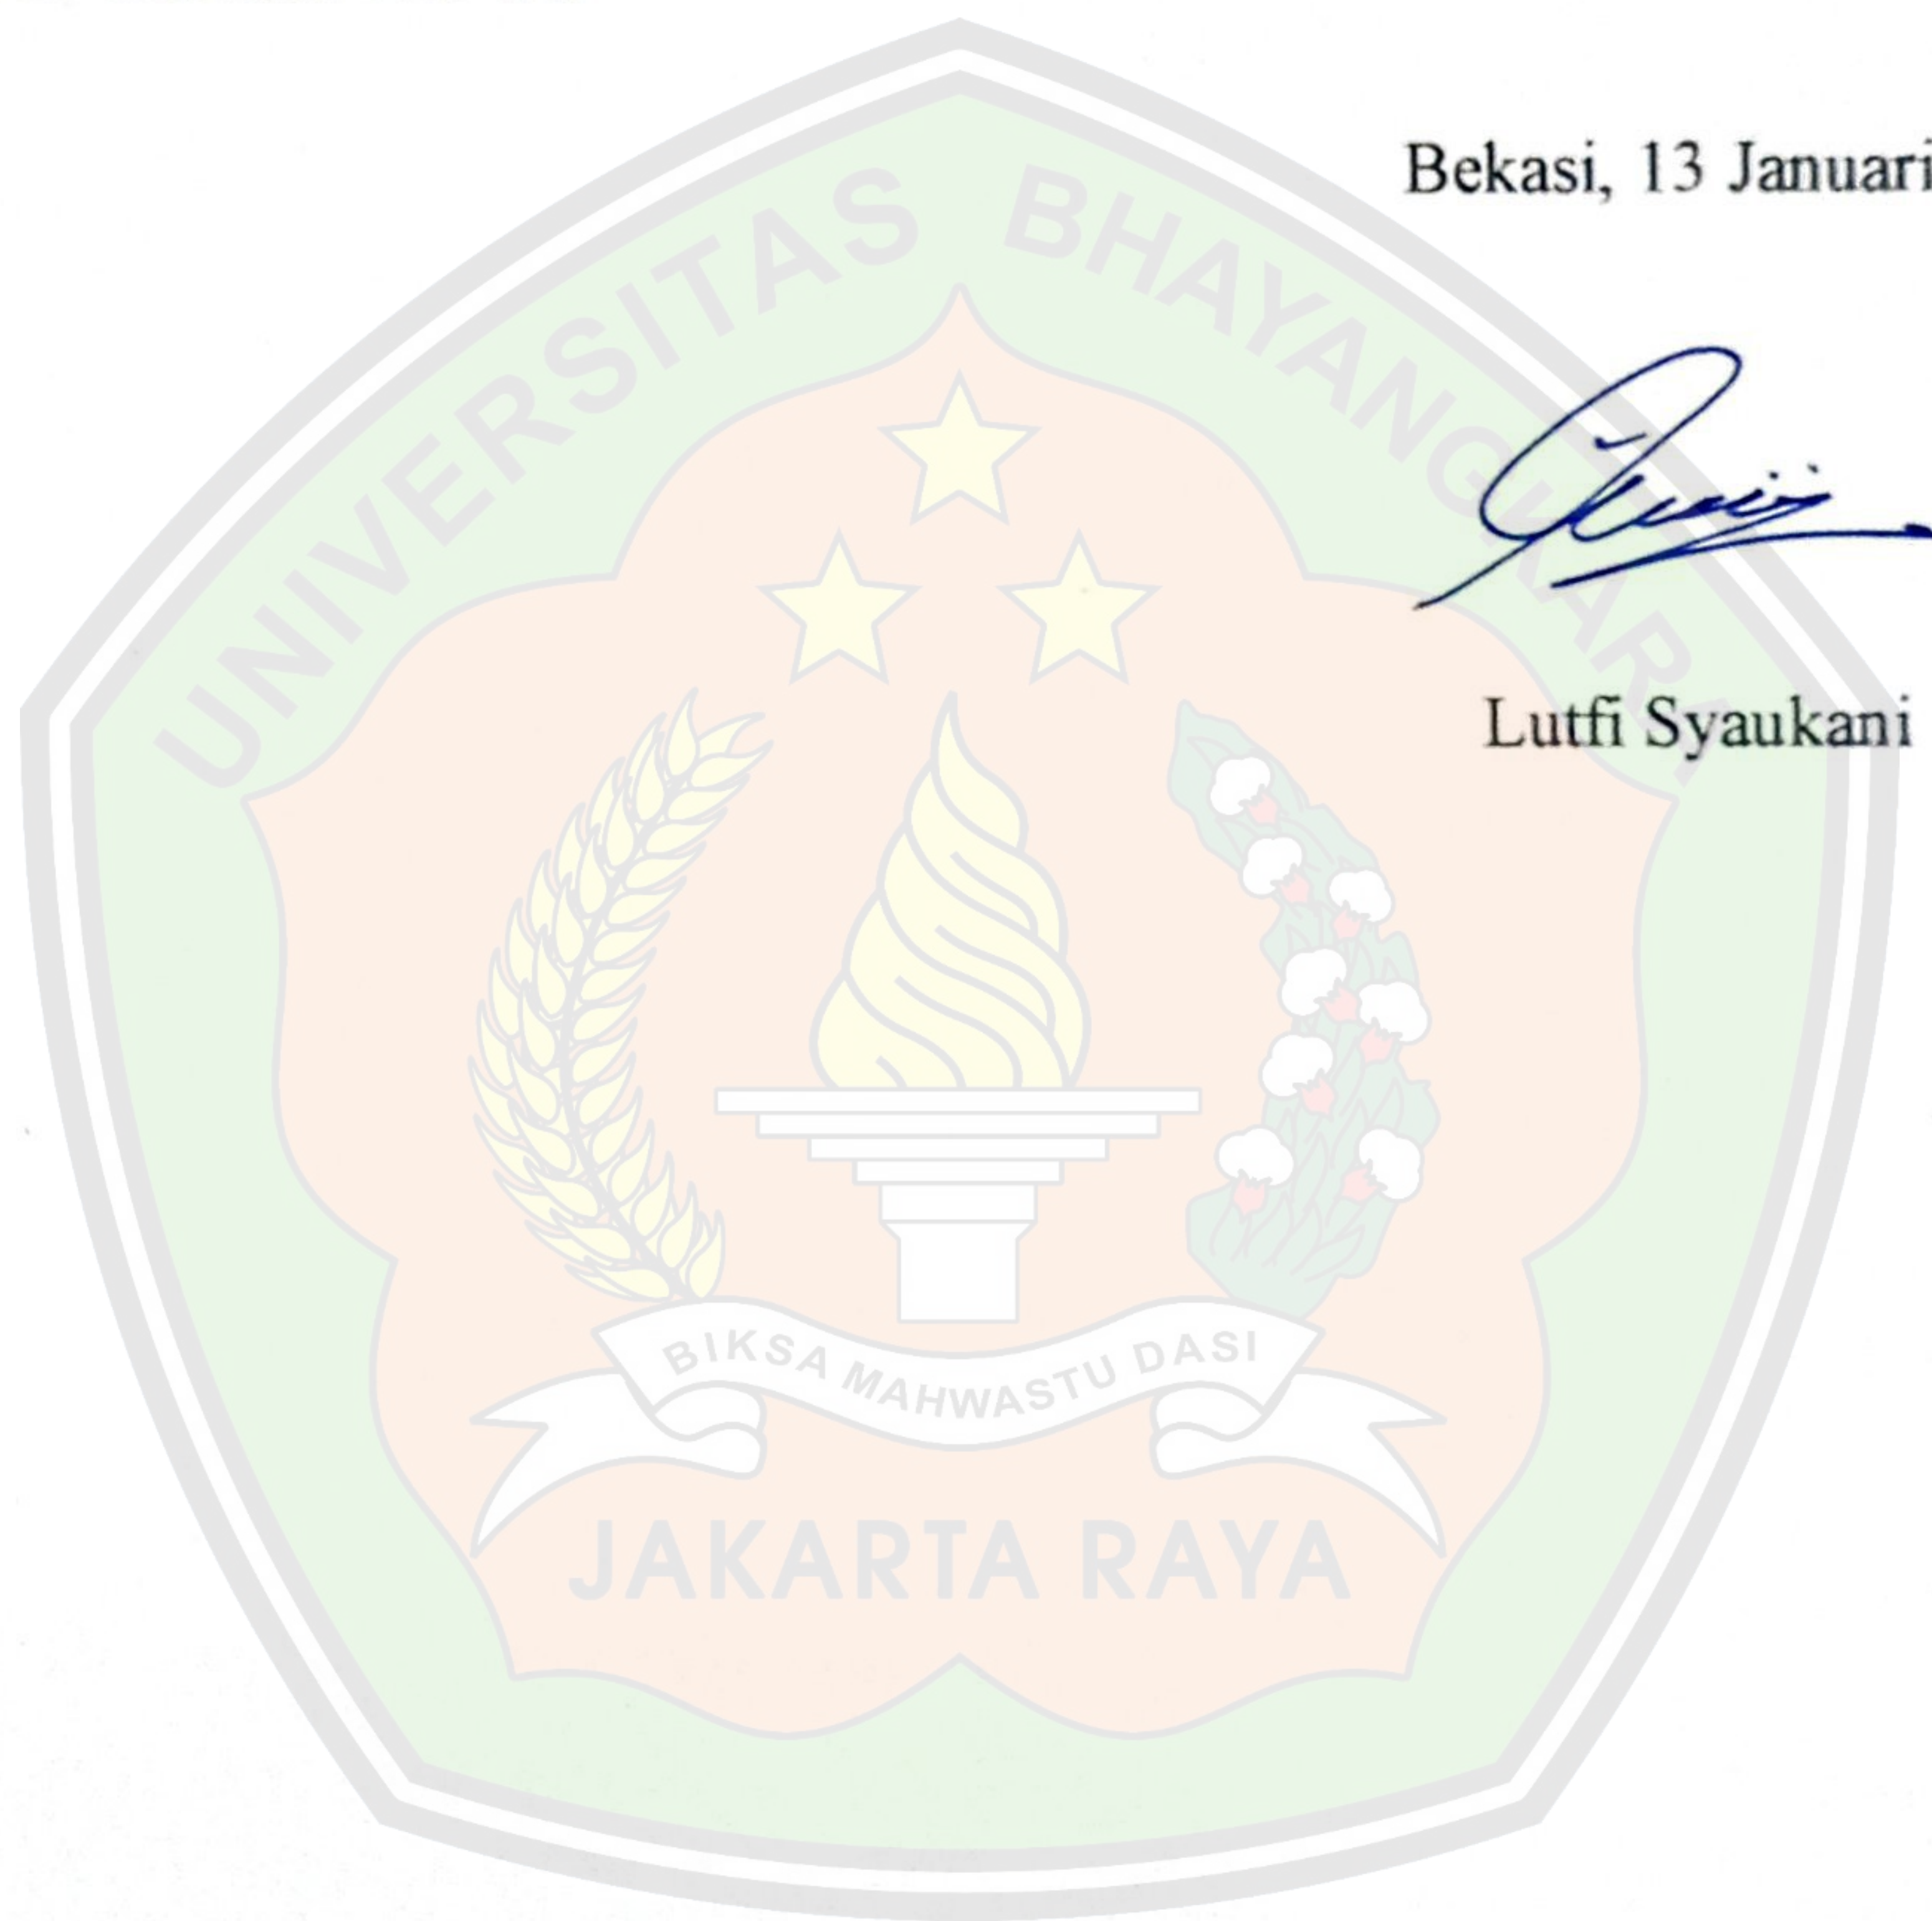 Bekasi, 13 Januari
UNIVERSITAS BHAYANGKARA
Lutfi Syaukani
BIKSA MAHWASTU DASI
JAKARTA RAYA